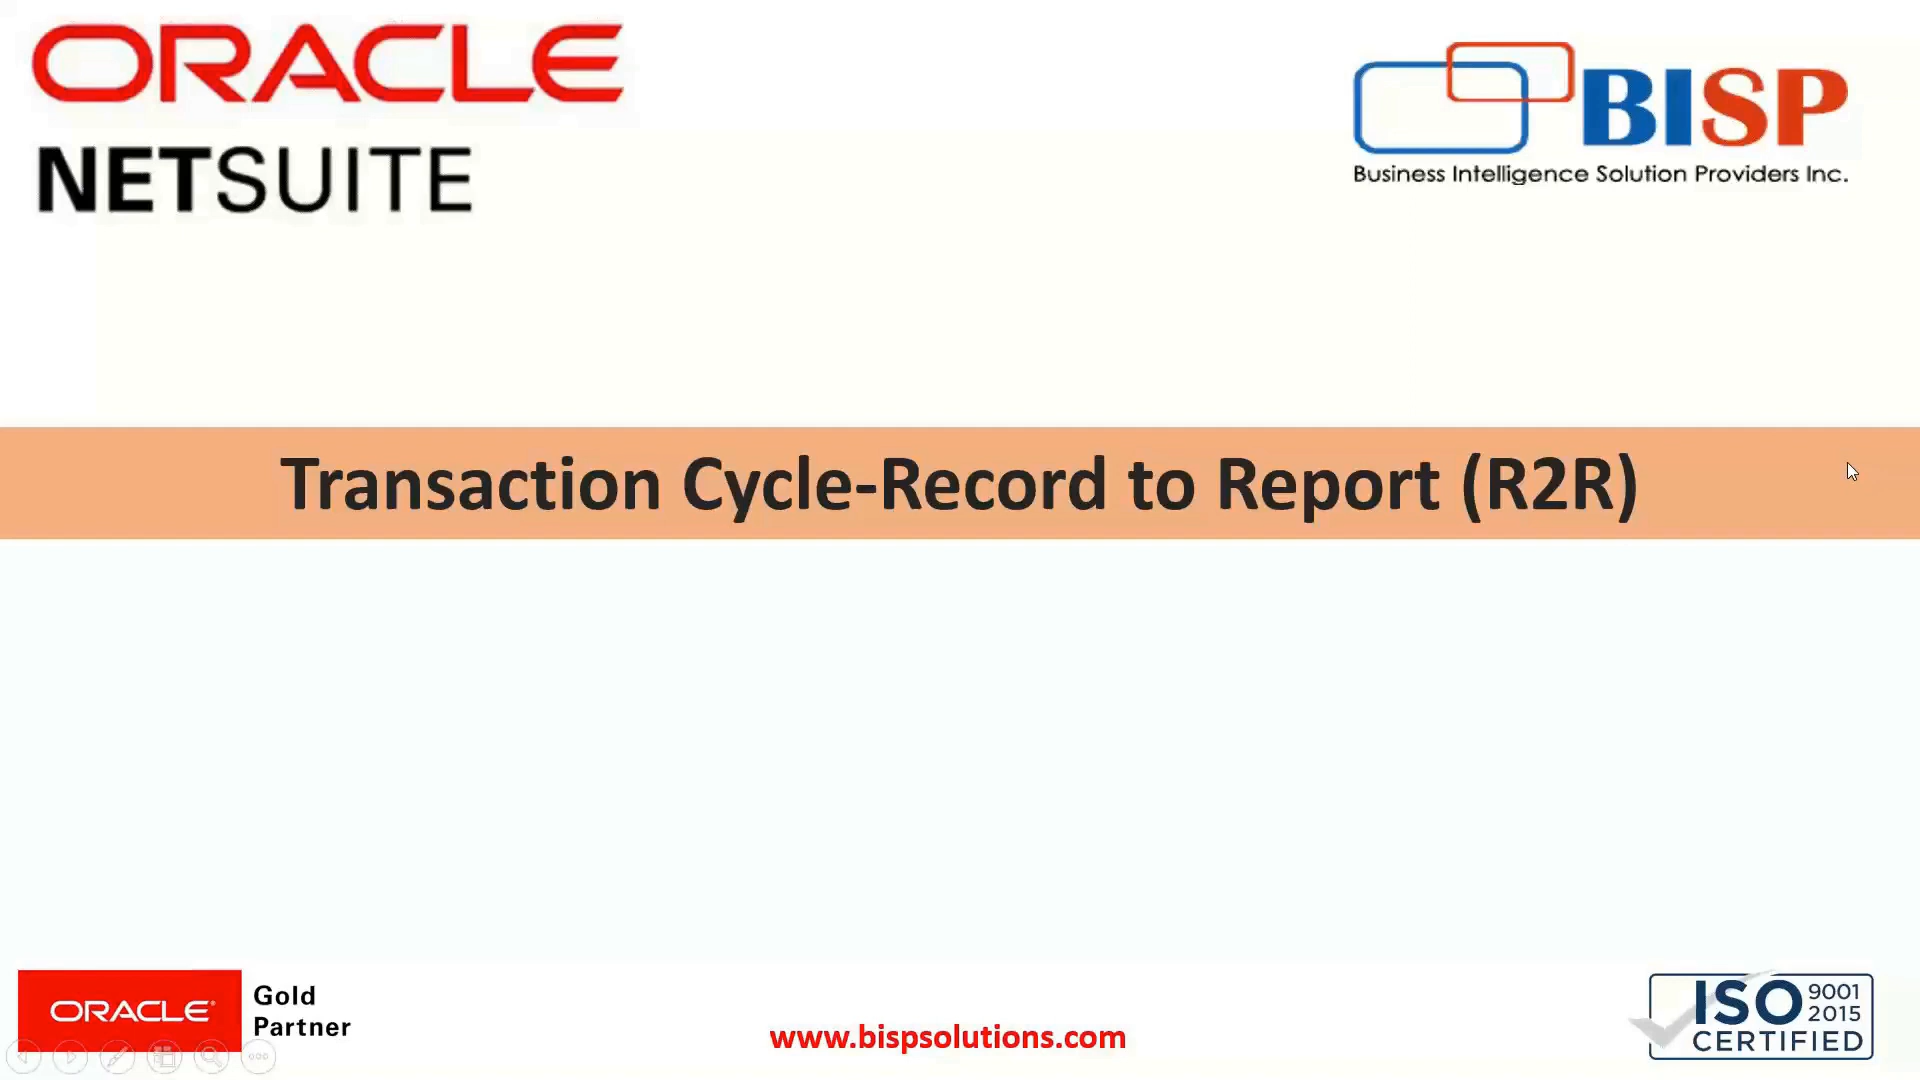 ORACLE
NETSUITE
BISP
Business Intelligence Solution Providers Inc.
Transaction Cycle-Record to Report (R2R)
ORACLE®
Gold
Partner
www.bispsolutions.com
ISO 9001
2015
CERTIFIED